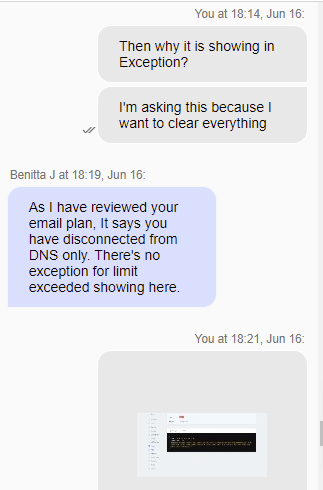 You at 18:14, Jun 16:
Then why it is showing in
Exception?
I'm asking this because I
want to clear everything
Benitta J at 18:19, Jun 16:
As I have reviewed your
email plan, It says you
have disconnected from
DNS only. There's no
exception for limit
exceeded showing here.
You at 18:21, Jun 16: